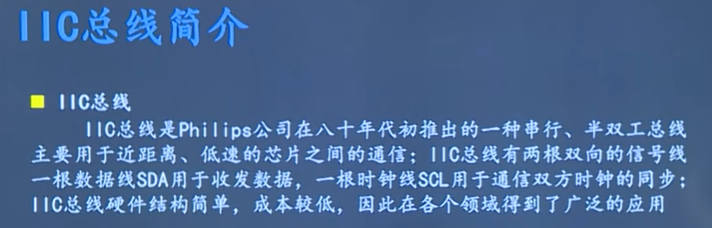 IIC总线简介
IIC总线
IIC总线是Philips公司在八十年代初推出的一种串行、半双工总线
主要用于近距离、低速的芯片之间的通信；IIC总线有两根双向的信号线
一根数据线SDA用于收发数据，一根时钟线SCL用于通信双方时钟的同步；
IIC总线硬件结构简单，成本较低，因此在各个领域得到了广泛的应用